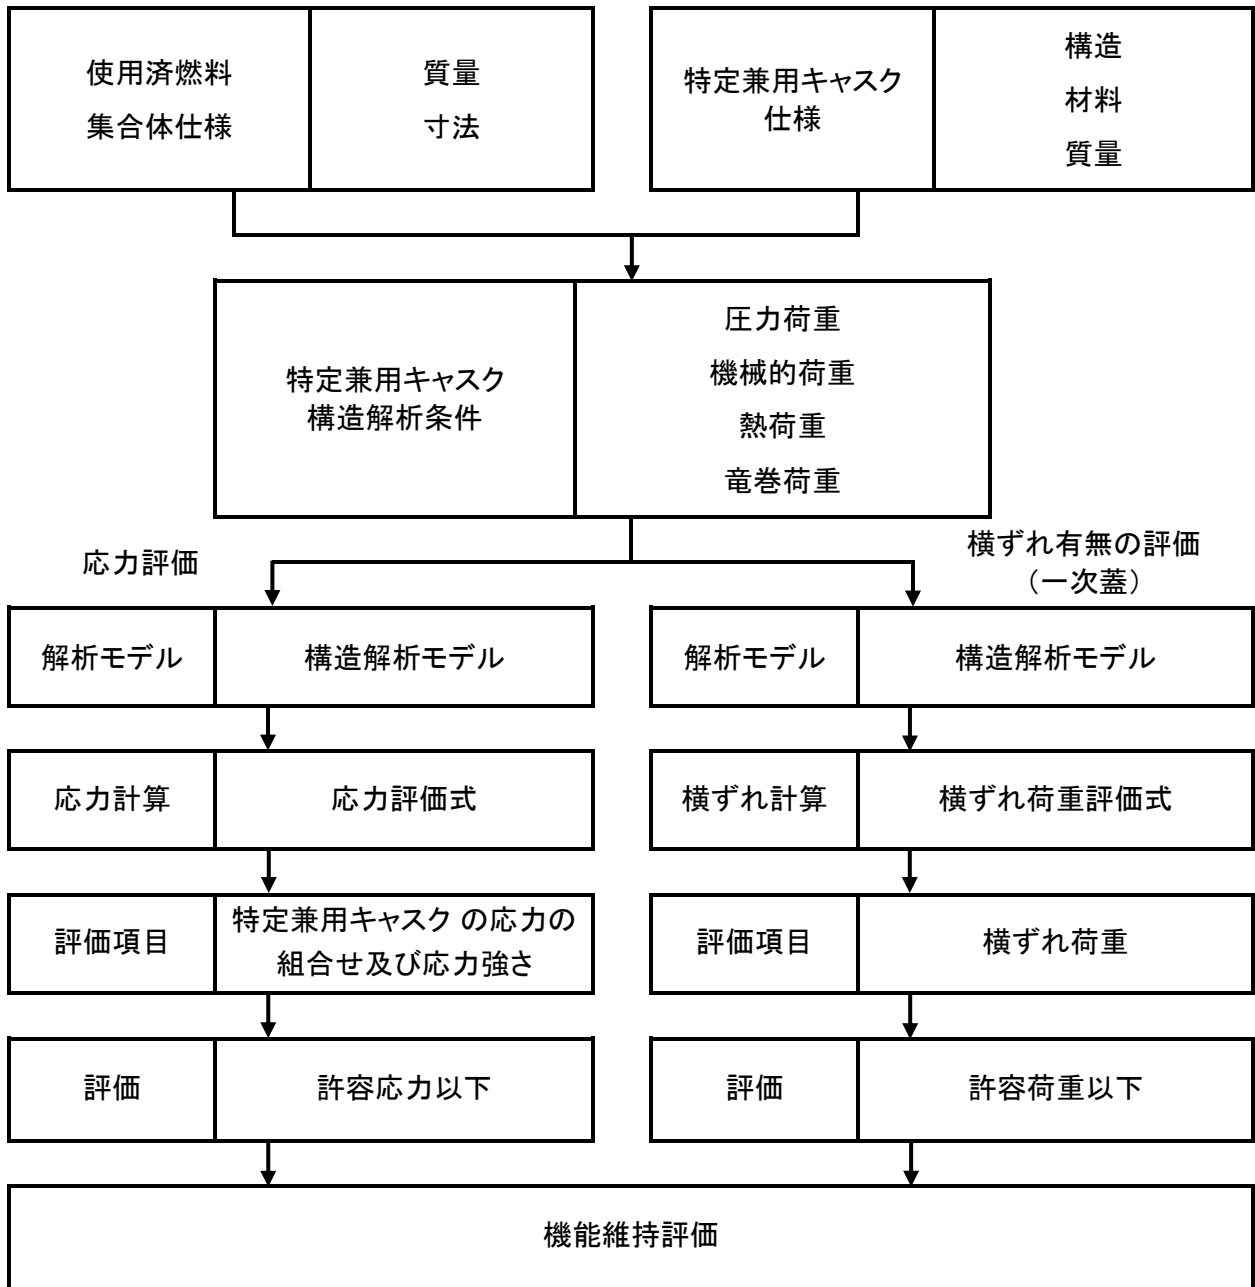 使用済燃料
集合体仕様
質量
寸法
特定兼用キャスク
仕様
構造
材料
質量
特定兼用キャスク
構造解析条件
圧力荷重
機械的荷重
熱荷重
竜巻荷重
応力評価
横ずれ有無の評価
（一次蓋）
解析モデル
構造解析モデル
解析モデル
構造解析モデル
応力計算
応力評価式
横ずれ計算
横ずれ荷重評価式
評価項目
特定兼用キャスク の応力の
組合せ及び応力強さ
評価項目
横ずれ荷重
評価
許容応力以下
評価
許容荷重以下
機能維持評価